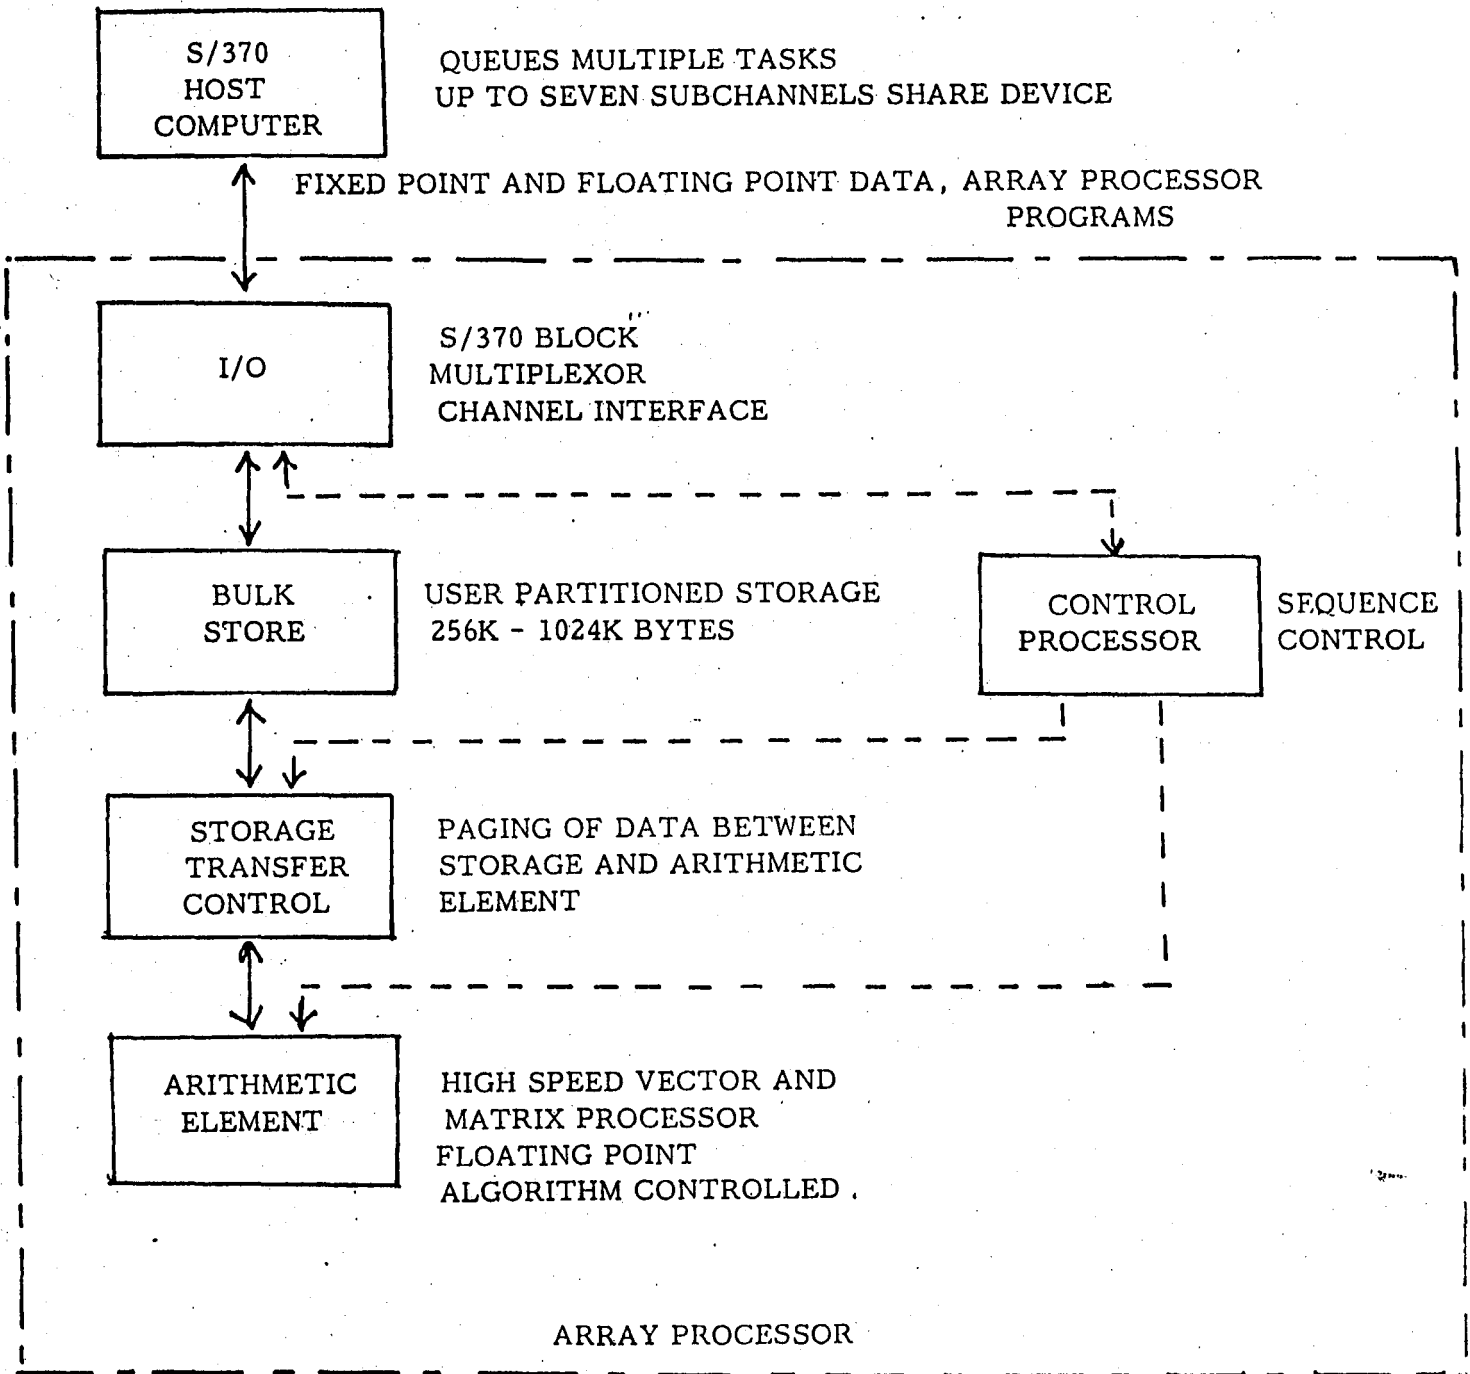 S/370
HOST
COMPUTER
QUEUES MULTIPLE TASKS
UP TO SEVEN SUBCHANNELS SHARE DEVICE
FIXED POINT AND FLOATING POINT DATA, ARRAY PROCESSOR
PROGRAMS
I/O
S/370 BLOCK
MULTIPLEXOR
CHANNEL INTERFACE
BULK
STORE
USER PARTITIONED STORAGE
256K - 1024K BYTES
CONTROL
PROCESSOR
SEQUENCE
CONTROL
STORAGE
TRANSFER
CONTROL
PAGING OF DATA BETWEEN
STORAGE AND ARITHMETIC
ELEMENT
ARITHMETIC
ELEMENT
HIGH SPEED VECTOR AND
MATRIX PROCESSOR
FLOATING POINT
ALGORITHM CONTROLLED.
ARRAY PROCESSOR